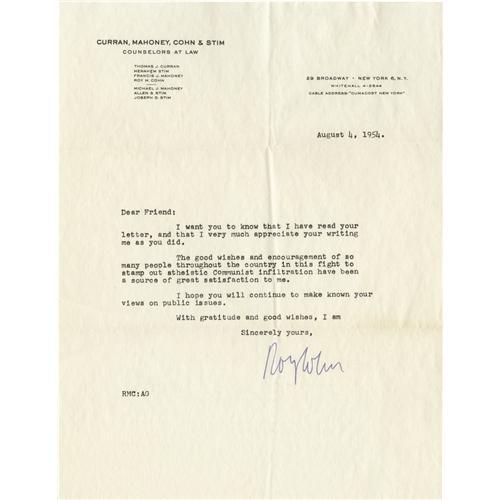 CURRAN, MAHONEY, COHN & STIM
COUNSELORS AT LAW
THOMAS J. CURRAN
MENAHEM STIM
FRANCIS J. MAHONEY
ROY M. COHN
MICHAEL J. MAHONEY
ALLEN S. STIM
JOSEPH D. STIM
29 BROADWAY • NEW YORK 6, N.Y.
WHITEHALL 4-2544
CABLE ADDRESS: "CUMACOST NEW YORK"
August 4, 1954.
Dear Friend:
I want you to know that I have read your
letter, and that I very much appreciate your writing
me as you did.
The good wishes and encouragement of so
many people throughout the country in this fight to
stamp out atheistic Communist infiltration have been
a source of great satisfaction to me.
I hope you will continue to make known your
views on public issues.
With gratitude and good wishes, I am
Sincerely yours,
Roy Cohn
RMC:AG